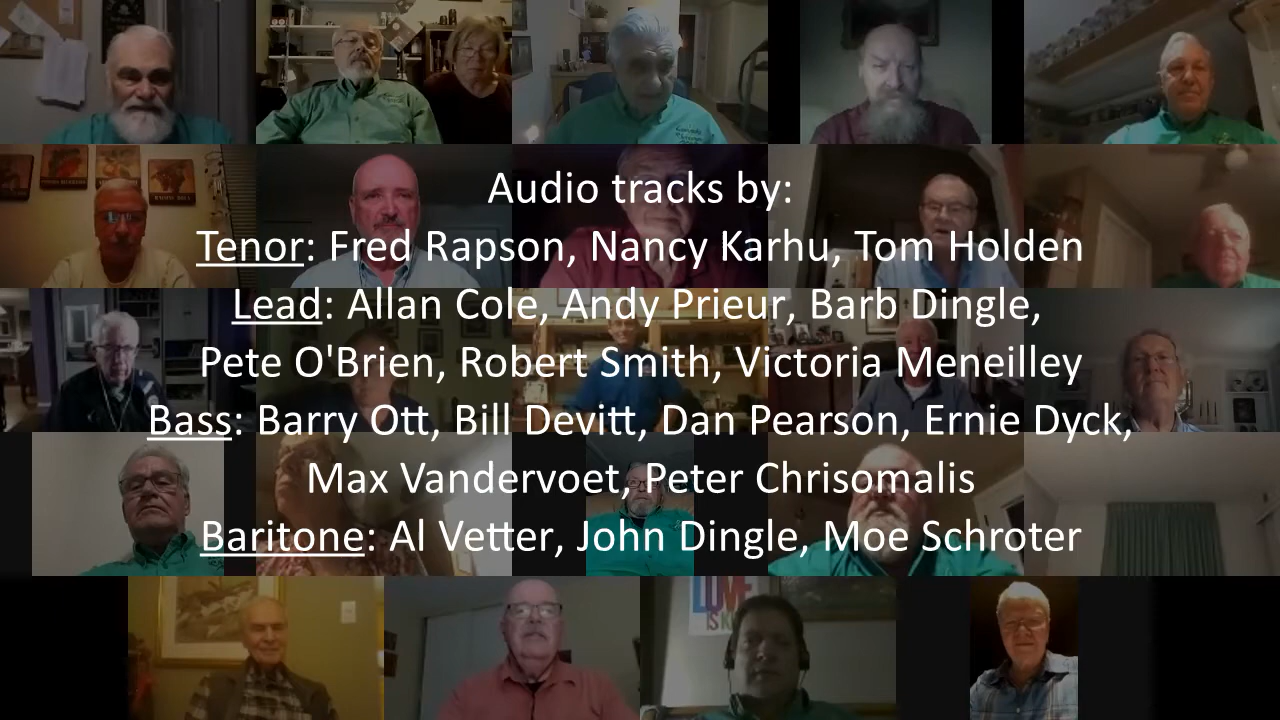 Audio tracks by:
Tenor: Fred Rapson, Nancy Karhu, Tom Holden
Lead: Allan Cole, Andy Prieur, Barb Dingle,
Pete O'Brien, Robert Smith, Victoria Meneilley
Bass: Barry Ott, Bill Devitt, Dan Pearson, Ernie Dyck,
Max Vandervoet, Peter Chrisomalis
Baritone: Al Vetter, John Dingle, Moe Schroter
LOVE
IS